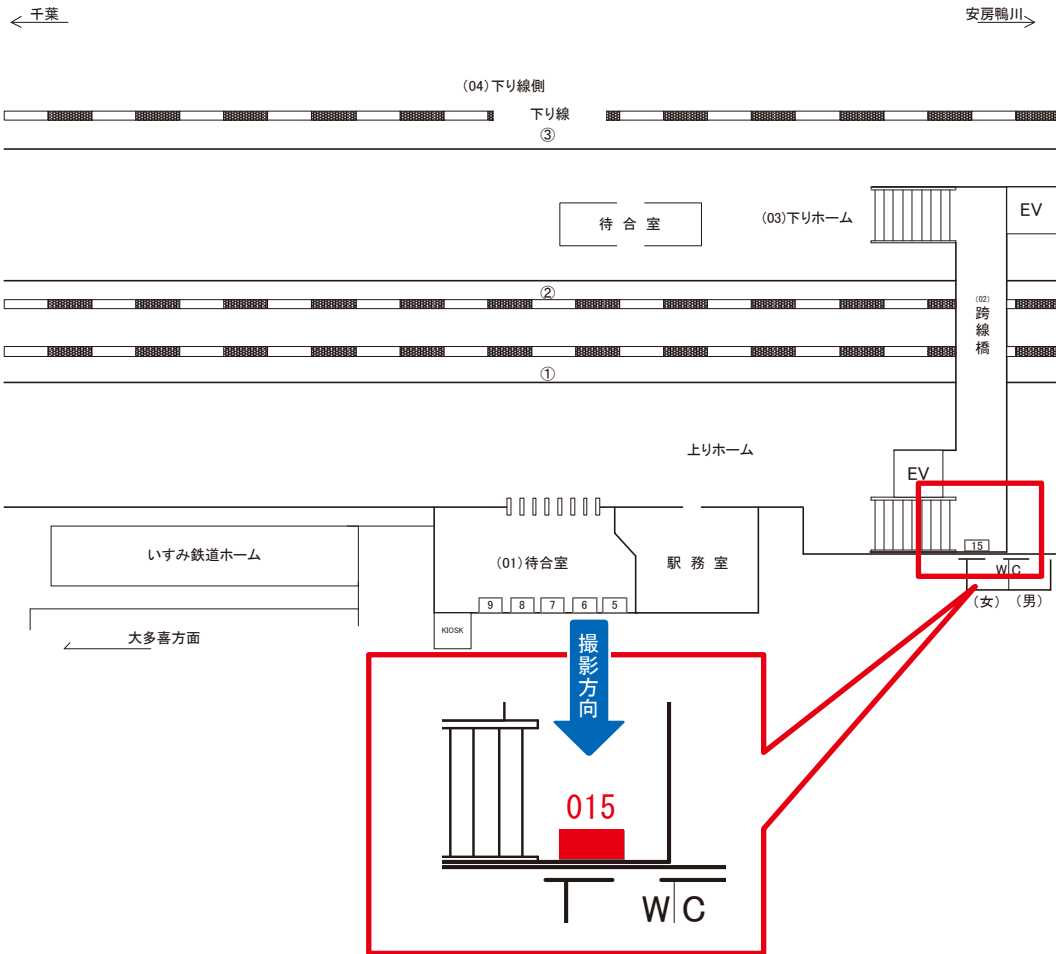 千葉
安房鴨川
(04)下り線側
下り線
③
待合室
(03)下りホーム
EV
②
(02)
跨線橋
①
上りホーム
EV
いすみ鉄道ホーム
(01)待合室
駅務室
15
WC
(女) (男)
9 8 7 6 5
KIOSK
大多喜方面
撮影方向
015
WC